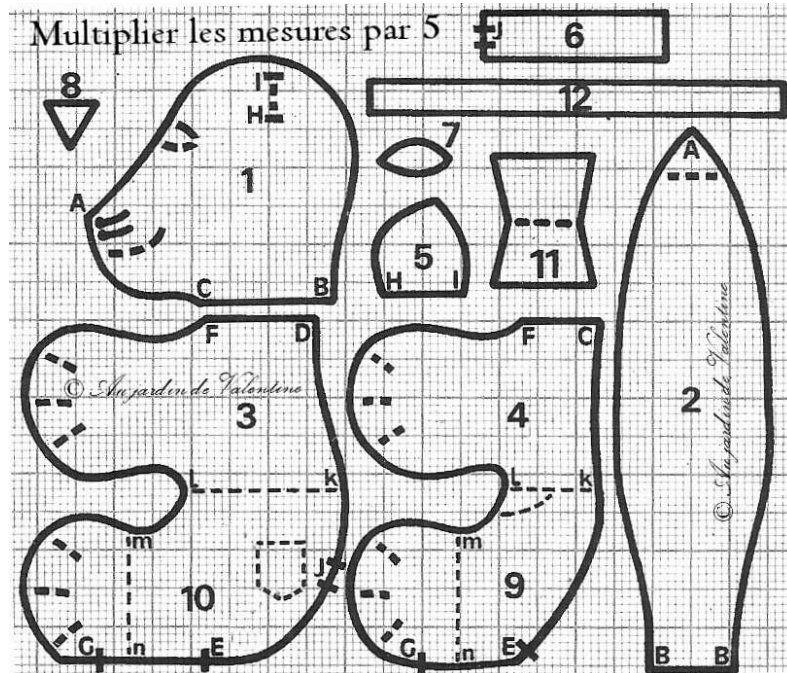 Multiplier les mesures par 5
J 6
8
12
I
H
1
7
A
A
5
H I
11
C B
F D
F C
© Au jardin de Valentine
3
4
2
© Au jardin de Valentine
L k
L k
m
m
J
10
9
G n E
G n E
B B